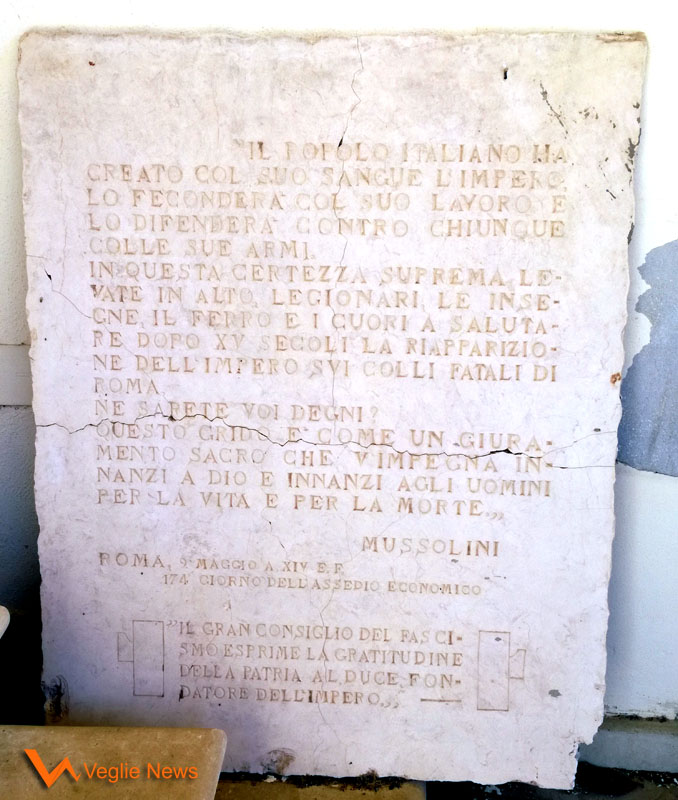 "IL POPOLO ITALIANO HA
CREATO COL SUO SANGUE L'IMPERO,
LO FECONDERÀ COL SUO LAVORO E
LO DIFENDERÀ CONTRO CHIUNQUE
COLLE SUE ARMI.
IN QUESTA CERTEZZA SUPREMA, LE-
VATE IN ALTO, LEGIONARI, LE INSE-
GNE, IL FERRO E I CUORI A SALUTA-
RE DOPO XV SECOLI LA RIAPPARIZIO-
NE DELL'IMPERO SVI COLLI FATALI DI
ROMA.
NE SARETE VOI DEGNI?
QUESTO GRIDO È COME UN GIURA-
MENTO SACRO CHE V'IMPEGNA IN-
NANZI A DIO E INNANZI AGLI UOMINI
PER LA VITA E PER LA MORTE.„
MUSSOLINI
ROMA, 9 MAGGIO A XIV E.F.
174° GIORNO DELL'ASSEDIO ECONOMICO
"IL GRAN CONSIGLIO DEL FASCI-
SMO ESPRIME LA GRATITUDINE
DELLA PATRIA AL DUCE, FON-
DATORE DELL'IMPERO.„
Veglie News